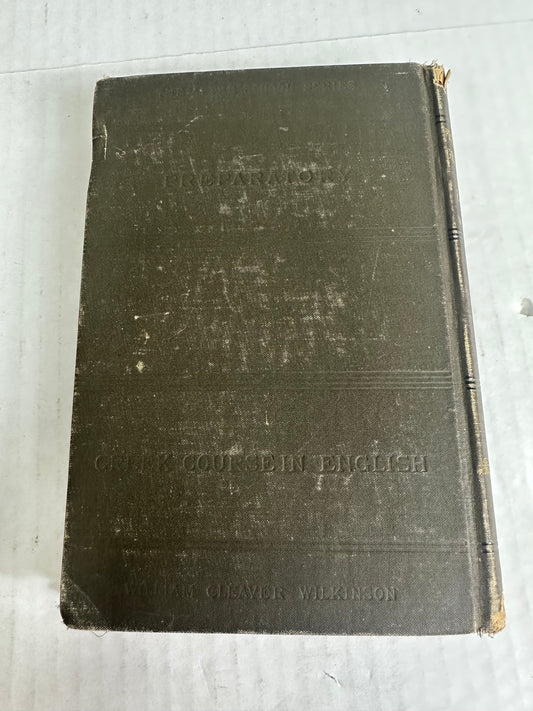 PREPARATORY
GREEK COURSE IN ENGLISH
WILLIAM CLEAVER WILKINSON